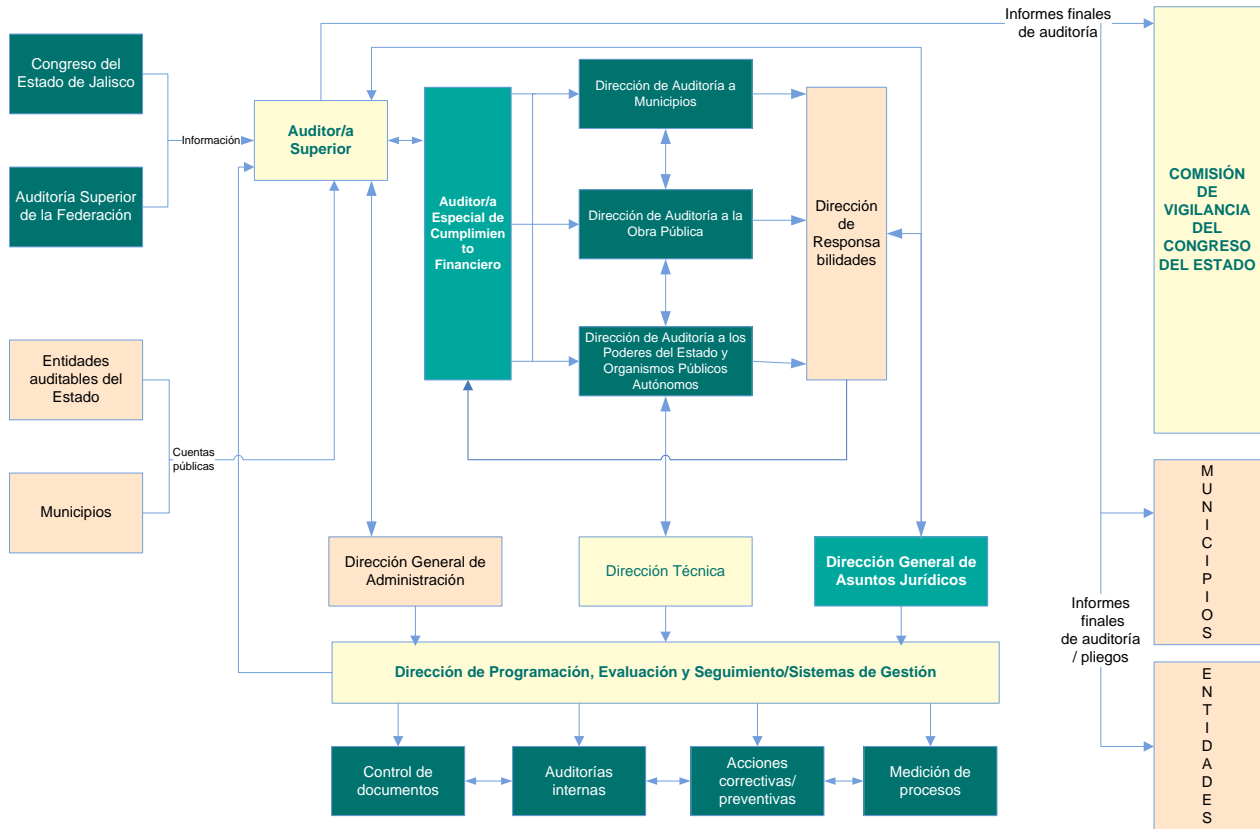 Informes finales
de auditoría
Congreso del
Estado de Jalisco
Información
Auditoría Superior
de la Federación
Auditor/a
Superior
Auditor/a
Especial de
Cumplimien
to
Financiero
Dirección de Auditoría a
Municipios
Dirección de Auditoría a la
Obra Pública
Dirección de Auditoría a los
Poderes del Estado y
Organismos Públicos
Autónomos
Dirección
de
Responsa
bilidades
COMISIÓN
DE
VIGILANCIA
DEL
CONGRESO
DEL ESTADO
Entidades
auditables del
Estado
Cuentas
públicas
Municipios
Dirección General de
Administración
Dirección Técnica
Dirección General de
Asuntos Jurídicos
M
U
N
I
C
I
P
I
O
S
Informes
finales
de auditoría
/ pliegos
Dirección de Programación, Evaluación y Seguimiento/Sistemas de Gestión
E
N
T
I
D
A
D
E
S
Control de
documentos
Auditorías
internas
Acciones
correctivas/
preventivas
Medición de
procesos